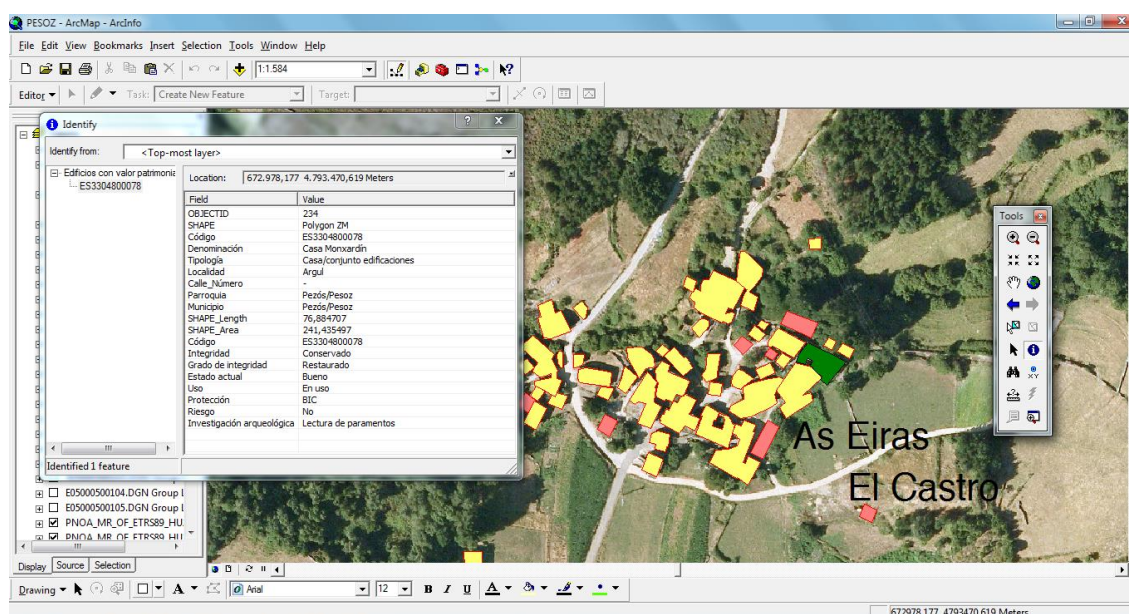 PESOZ - ArcMap - ArcInfo
File Edit View Bookmarks Insert Selection Tools Window Help
1:1.584
Editor Task: Create New Feature Target:
Identify
Identify from: <Top-most layer>
Edificios con valor patrimonia
ES3304800078
Location: 672.978,177 4.793.470,619 Meters
Field Value
OBJECTID 234
SHAPE Polygon ZM
Código ES3304800078
Denominación Casa Monxardín
Tipología Casa/conjunto edificaciones
Localidad Argul
Calle_Número -
Parroquia Pezós/Pesoz
Municipio Pezós/Pesoz
SHAPE_Length 76,884707
SHAPE_Area 241,435497
Código ES3304800078
Integridad Conservado
Grado de integridad Restaurado
Estado actual Bueno
Uso En uso
Protección BIC
Riesgo No
Investigación arqueológica Lectura de paramentos
Identified 1 feature
Tools
XY
As Eiras
El Castro
E05000500104.DGN Group L
E05000500105.DGN Group L
PNOA_MR_OF_ETRS89_HU
PNOA_MR_OF_ETRS89_HU
Display Source Selection
Drawing A Arial 12 B I U A
672978,177 4793470,619 Meters